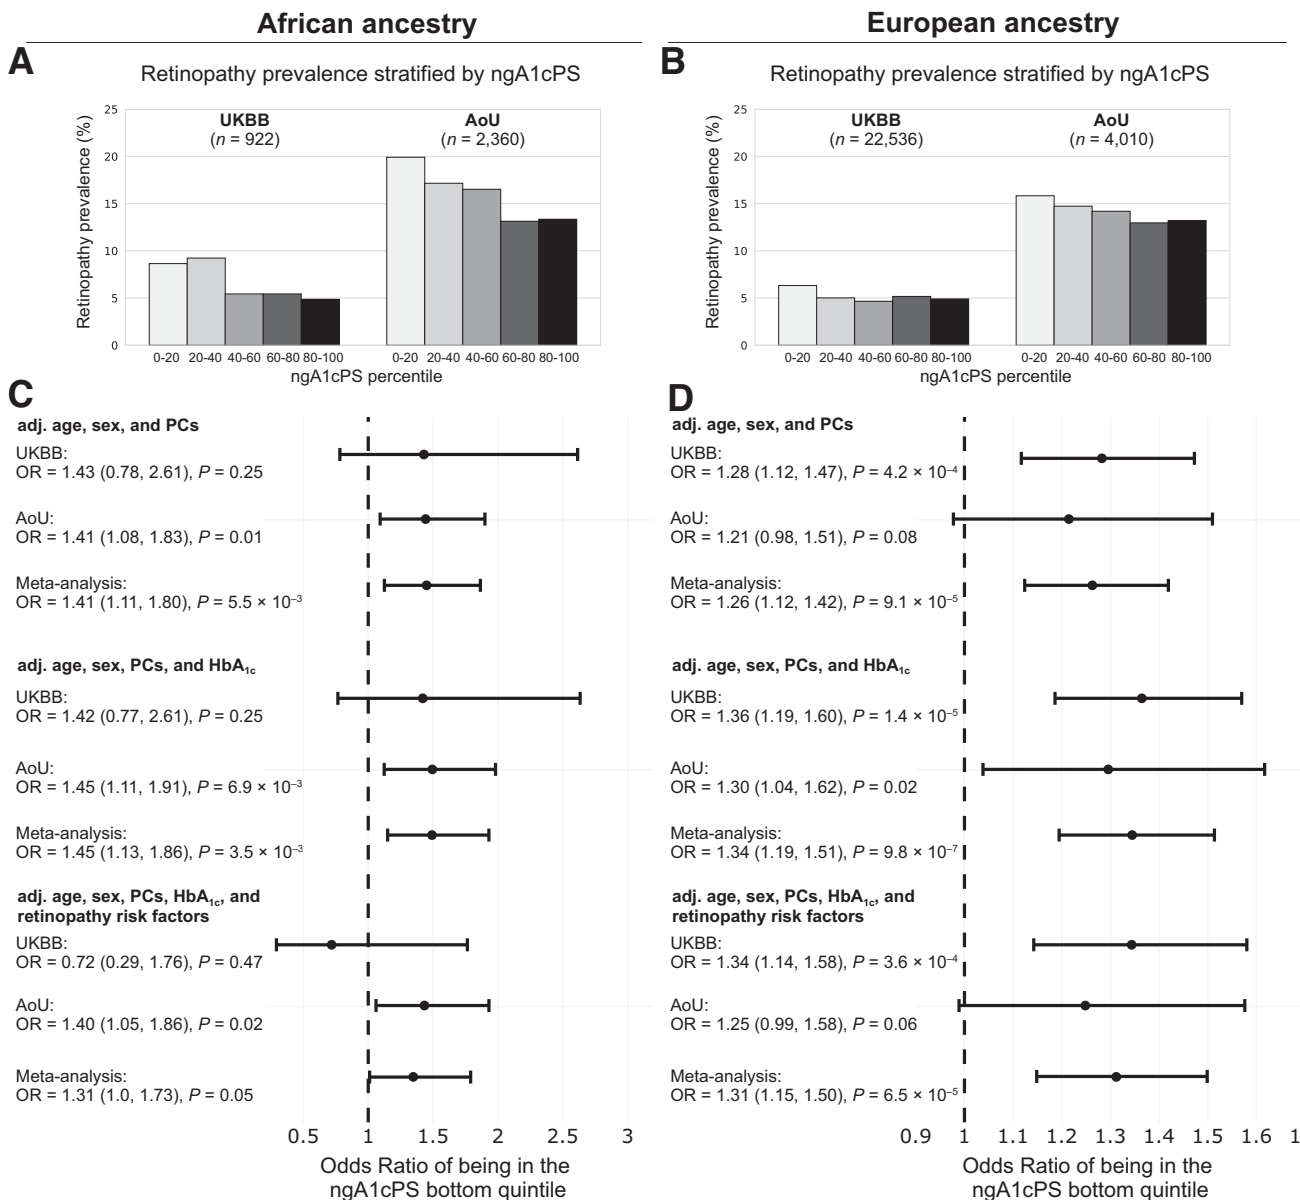 African ancestry
European ancestry
A
Retinopathy prevalence stratified by ngA1cPS
Retinopathy prevalence (%)
25
20
15
10
5
0
UKBB
(n = 922)
AoU
(n = 2,360)
0-20 20-40 40-60 60-80 80-100 0-20 20-40 40-60 60-80 80-100
ngA1cPS percentile
B
Retinopathy prevalence stratified by ngA1cPS
Retinopathy prevalence (%)
25
20
15
10
5
0
UKBB
(n = 22,536)
AoU
(n = 4,010)
0-20 20-40 40-60 60-80 80-100 0-20 20-40 40-60 60-80 80-100
ngA1cPS percentile
C
adj. age, sex, and PCs
UKBB:
OR = 1.43 (0.78, 2.61), P = 0.25
AoU:
OR = 1.41 (1.08, 1.83), P = 0.01
Meta-analysis:
OR = 1.41 (1.11, 1.80), P = 5.5 × 10⁻³
adj. age, sex, PCs, and HbA₁c
UKBB:
OR = 1.42 (0.77, 2.61), P = 0.25
AoU:
OR = 1.45 (1.11, 1.91), P = 6.9 × 10⁻³
Meta-analysis:
OR = 1.45 (1.13, 1.86), P = 3.5 × 10⁻³
adj. age, sex, PCs, HbA₁c, and
retinopathy risk factors
UKBB:
OR = 0.72 (0.29, 1.76), P = 0.47
AoU:
OR = 1.40 (1.05, 1.86), P = 0.02
Meta-analysis:
OR = 1.31 (1.0, 1.73), P = 0.05
0.5 1 1.5 2 2.5 3
Odds Ratio of being in the
ngA1cPS bottom quintile
D
adj. age, sex, and PCs
UKBB:
OR = 1.28 (1.12, 1.47), P = 4.2 × 10⁻⁴
AoU:
OR = 1.21 (0.98, 1.51), P = 0.08
Meta-analysis:
OR = 1.26 (1.12, 1.42), P = 9.1 × 10⁻⁵
adj. age, sex, PCs, and HbA₁c
UKBB:
OR = 1.36 (1.19, 1.60), P = 1.4 × 10⁻⁵
AoU:
OR = 1.30 (1.04, 1.62), P = 0.02
Meta-analysis:
OR = 1.34 (1.19, 1.51), P = 9.8 × 10⁻⁷
adj. age, sex, PCs, HbA₁c, and
retinopathy risk factors
UKBB:
OR = 1.34 (1.14, 1.58), P = 3.6 × 10⁻⁴
AoU:
OR = 1.25 (0.99, 1.58), P = 0.06
Meta-analysis:
OR = 1.31 (1.15, 1.50), P = 6.5 × 10⁻⁵
0.9 1 1.1 1.2 1.3 1.4 1.5 1.6 1
Odds Ratio of being in the
ngA1cPS bottom quintile